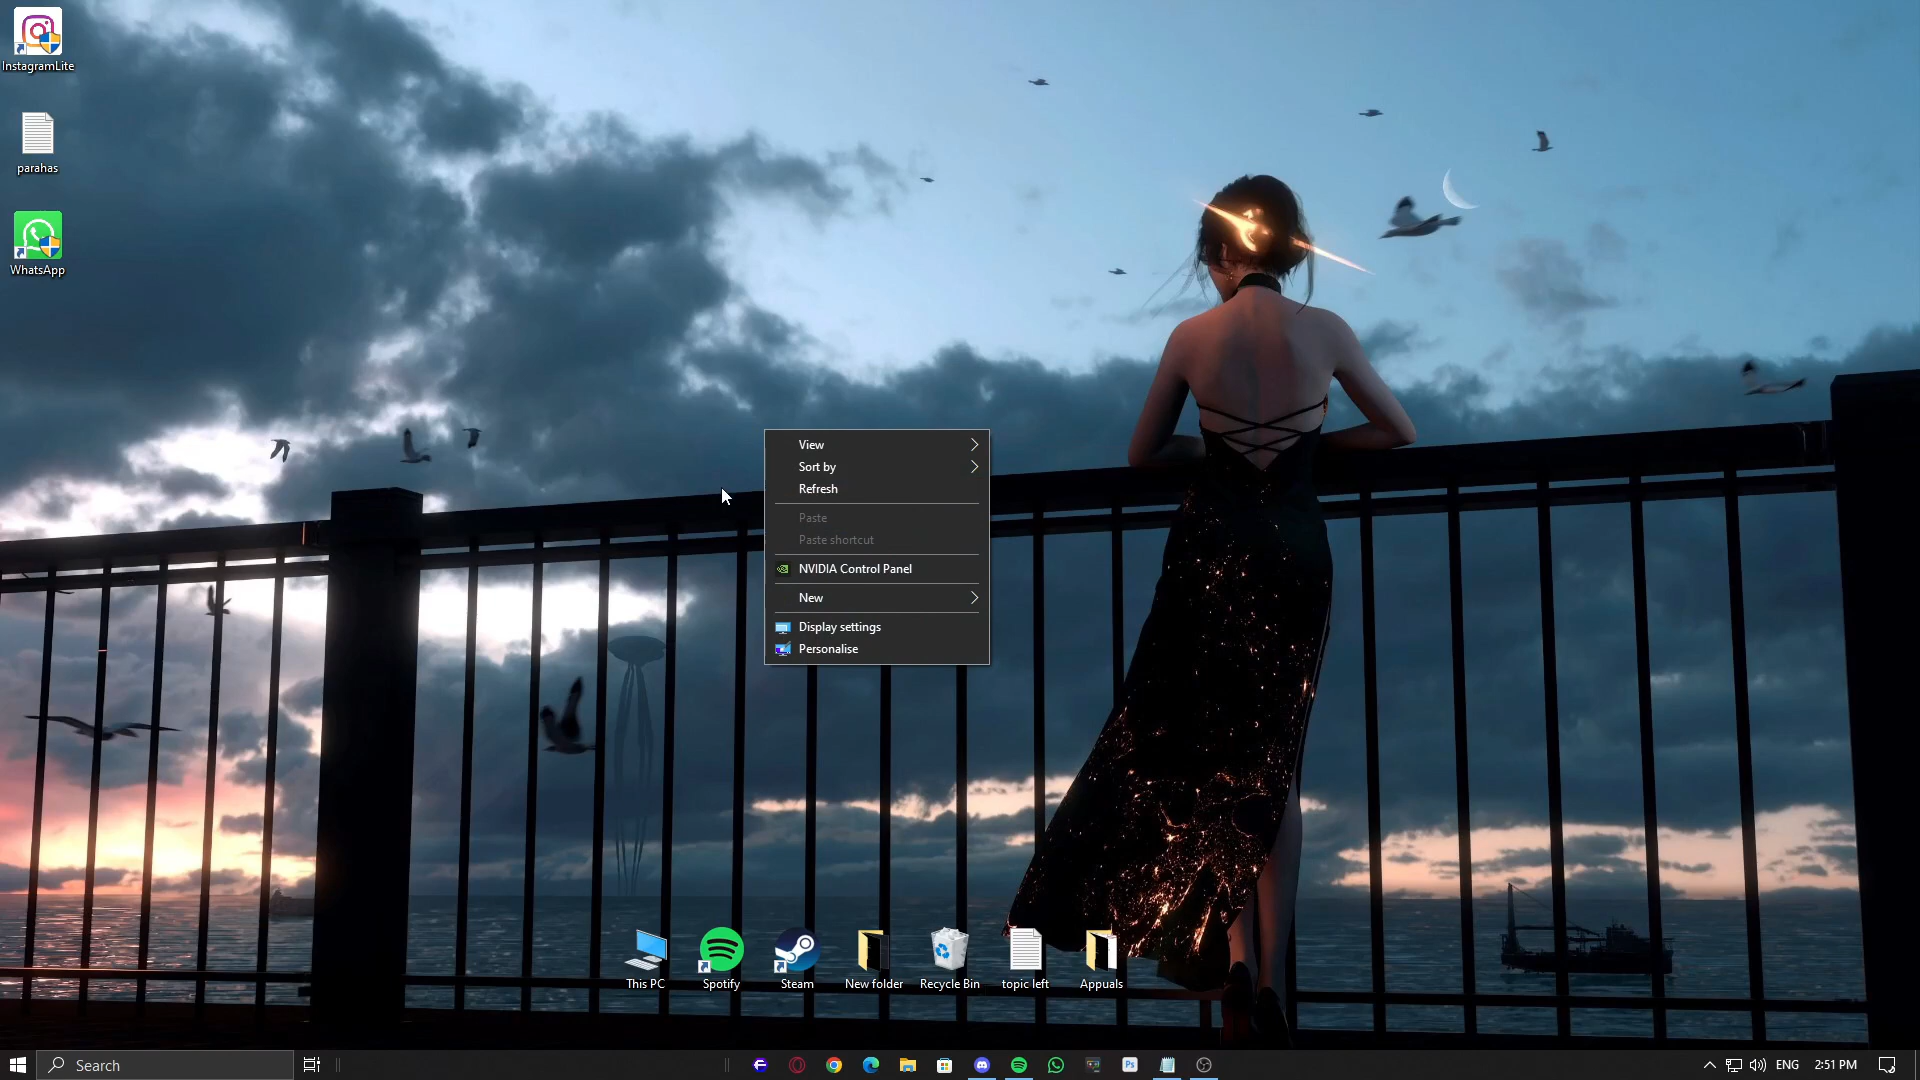 InstagramLite
parahas
WhatsApp
View
Sort by
Refresh
Paste
Paste shortcut
NVIDIA Control Panel
New
Display settings
Personalise
This PC
Spotify
Steam
New folder
Recycle Bin
topic left
Appuals
Search
Ps
ENG
2:51 PM